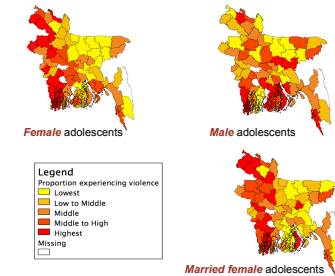 Female adolescents
Male adolescents
Legend
Proportion experiencing violence
Lowest
Low to Middle
Middle
Middle to High
Highest
Missing
Married female adolescents